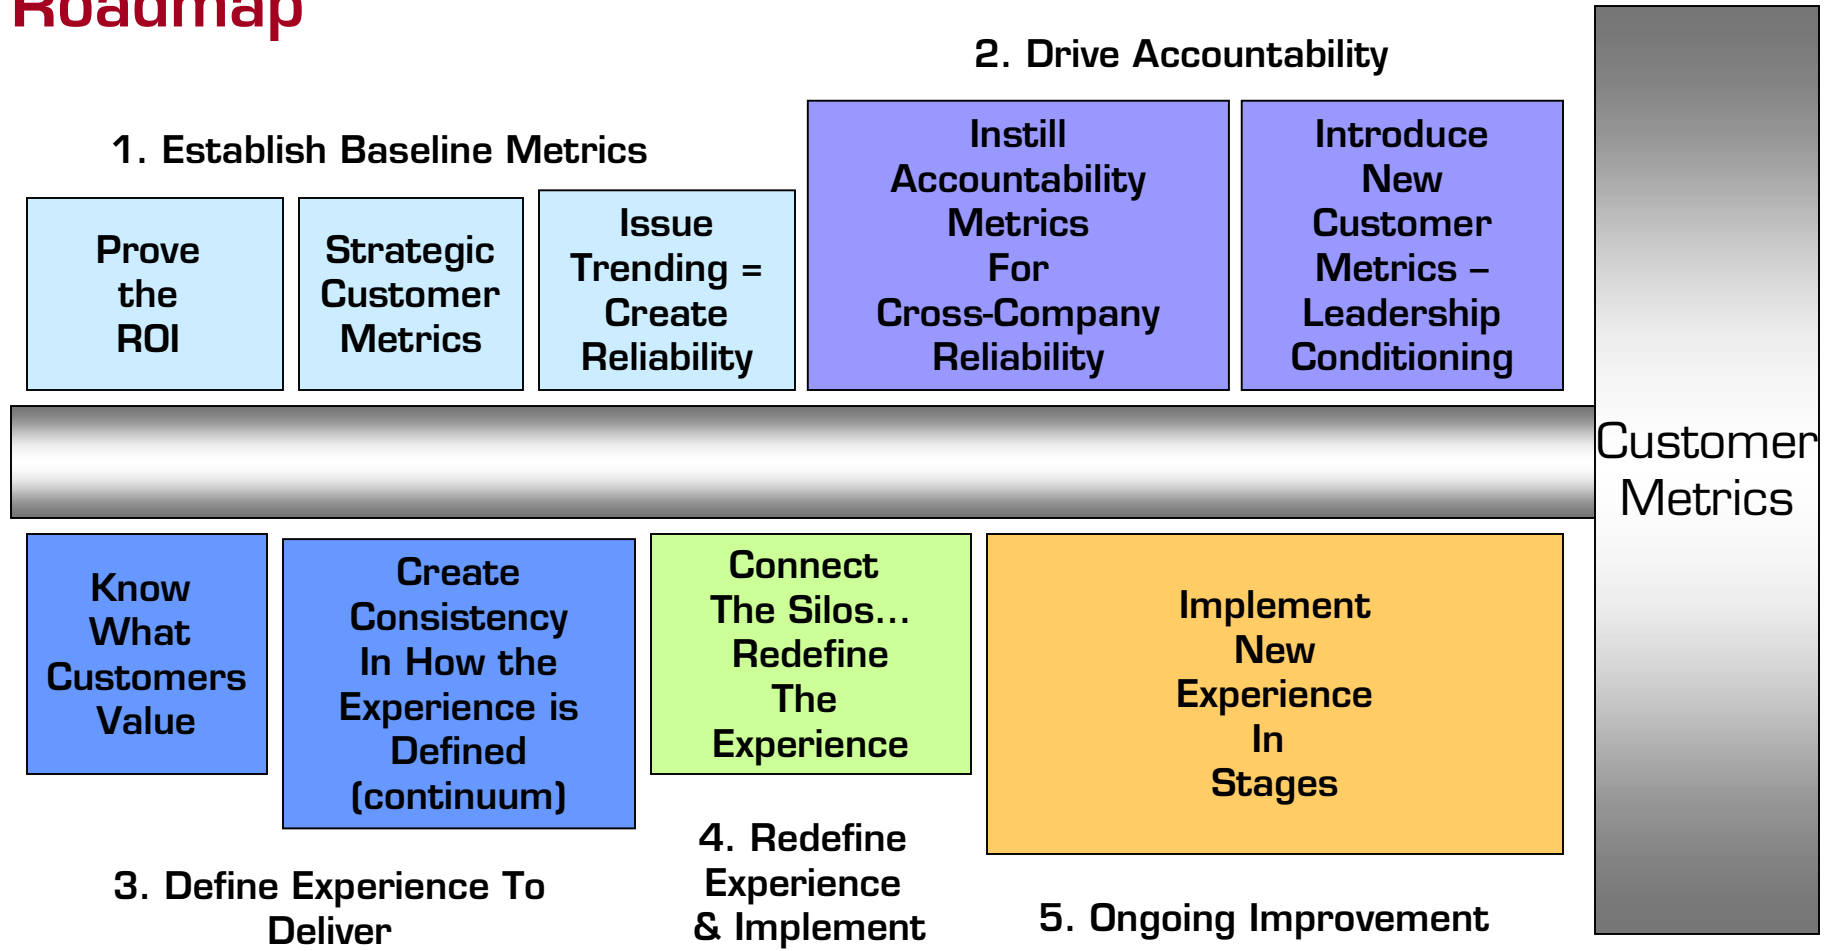 Roadmap
2. Drive Accountability
1. Establish Baseline Metrics
Prove
the
ROI
Strategic
Customer
Metrics
Issue
Trending =
Create
Reliability
Instill
Accountability
Metrics
For
Cross-Company
Reliability
Introduce
New
Customer
Metrics –
Leadership
Conditioning
Customer
Metrics
Know
What
Customers
Value
Create
Consistency
In How the
Experience is
Defined
(continuum)
Connect
The Silos...
Redefine
The
Experience
Implement
New
Experience
In
Stages
3. Define Experience To
Deliver
4. Redefine
Experience
& Implement
5. Ongoing Improvement